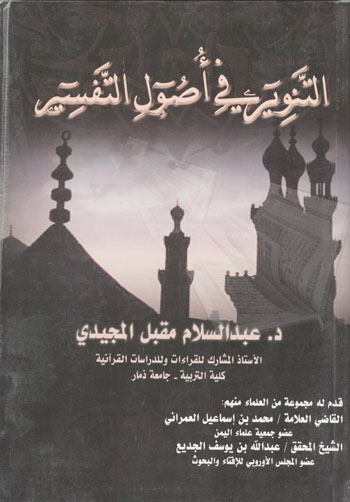 التَّنْوِيرُ فِي أُصُولِ التَّفْسِيرِ
د. عبدالسلام مقبل المجيدي
الأستاذ المشارك للقراءات وللدراسات القرآنية
كلية التربية - جامعة ذمار
قدم له مجموعة من العلماء منهم:
القاضي العلامة / محمد بن إسماعيل العمراني
عضو جمعية علماء اليمن
الشيخ المحقق / عبدالله بن يوسف الجديع
عضو المجلس الأوروبي للإفتاء والبحوث